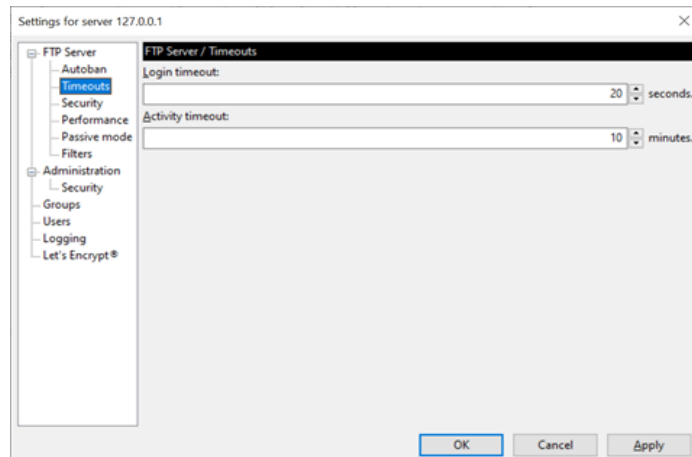 Settings for server 127.0.0.1
FTP Server
Autoban
Timeouts
Security
Performance
Passive mode
Filters
Administration
Security
Groups
Users
Logging
Let's Encrypt®
FTP Server / Timeouts
Login timeout:
20 seconds.
Activity timeout:
10 minutes.
OK Cancel Apply